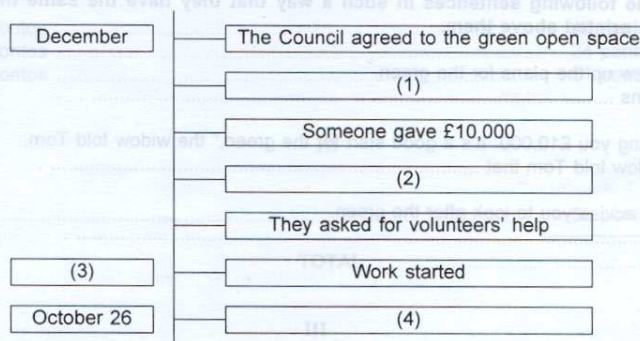 December The Council agreed to the green open space
(1)
Someone gave £10,000
(2)
They asked for volunteers' help
(3) Work started
October 26 (4)